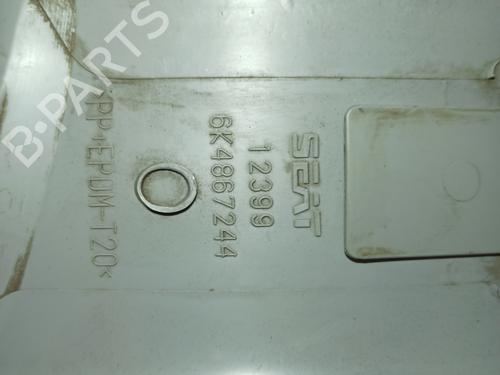 SEAT
12399
6K4867244
>PP+EPDM-T20<
B-PARTS